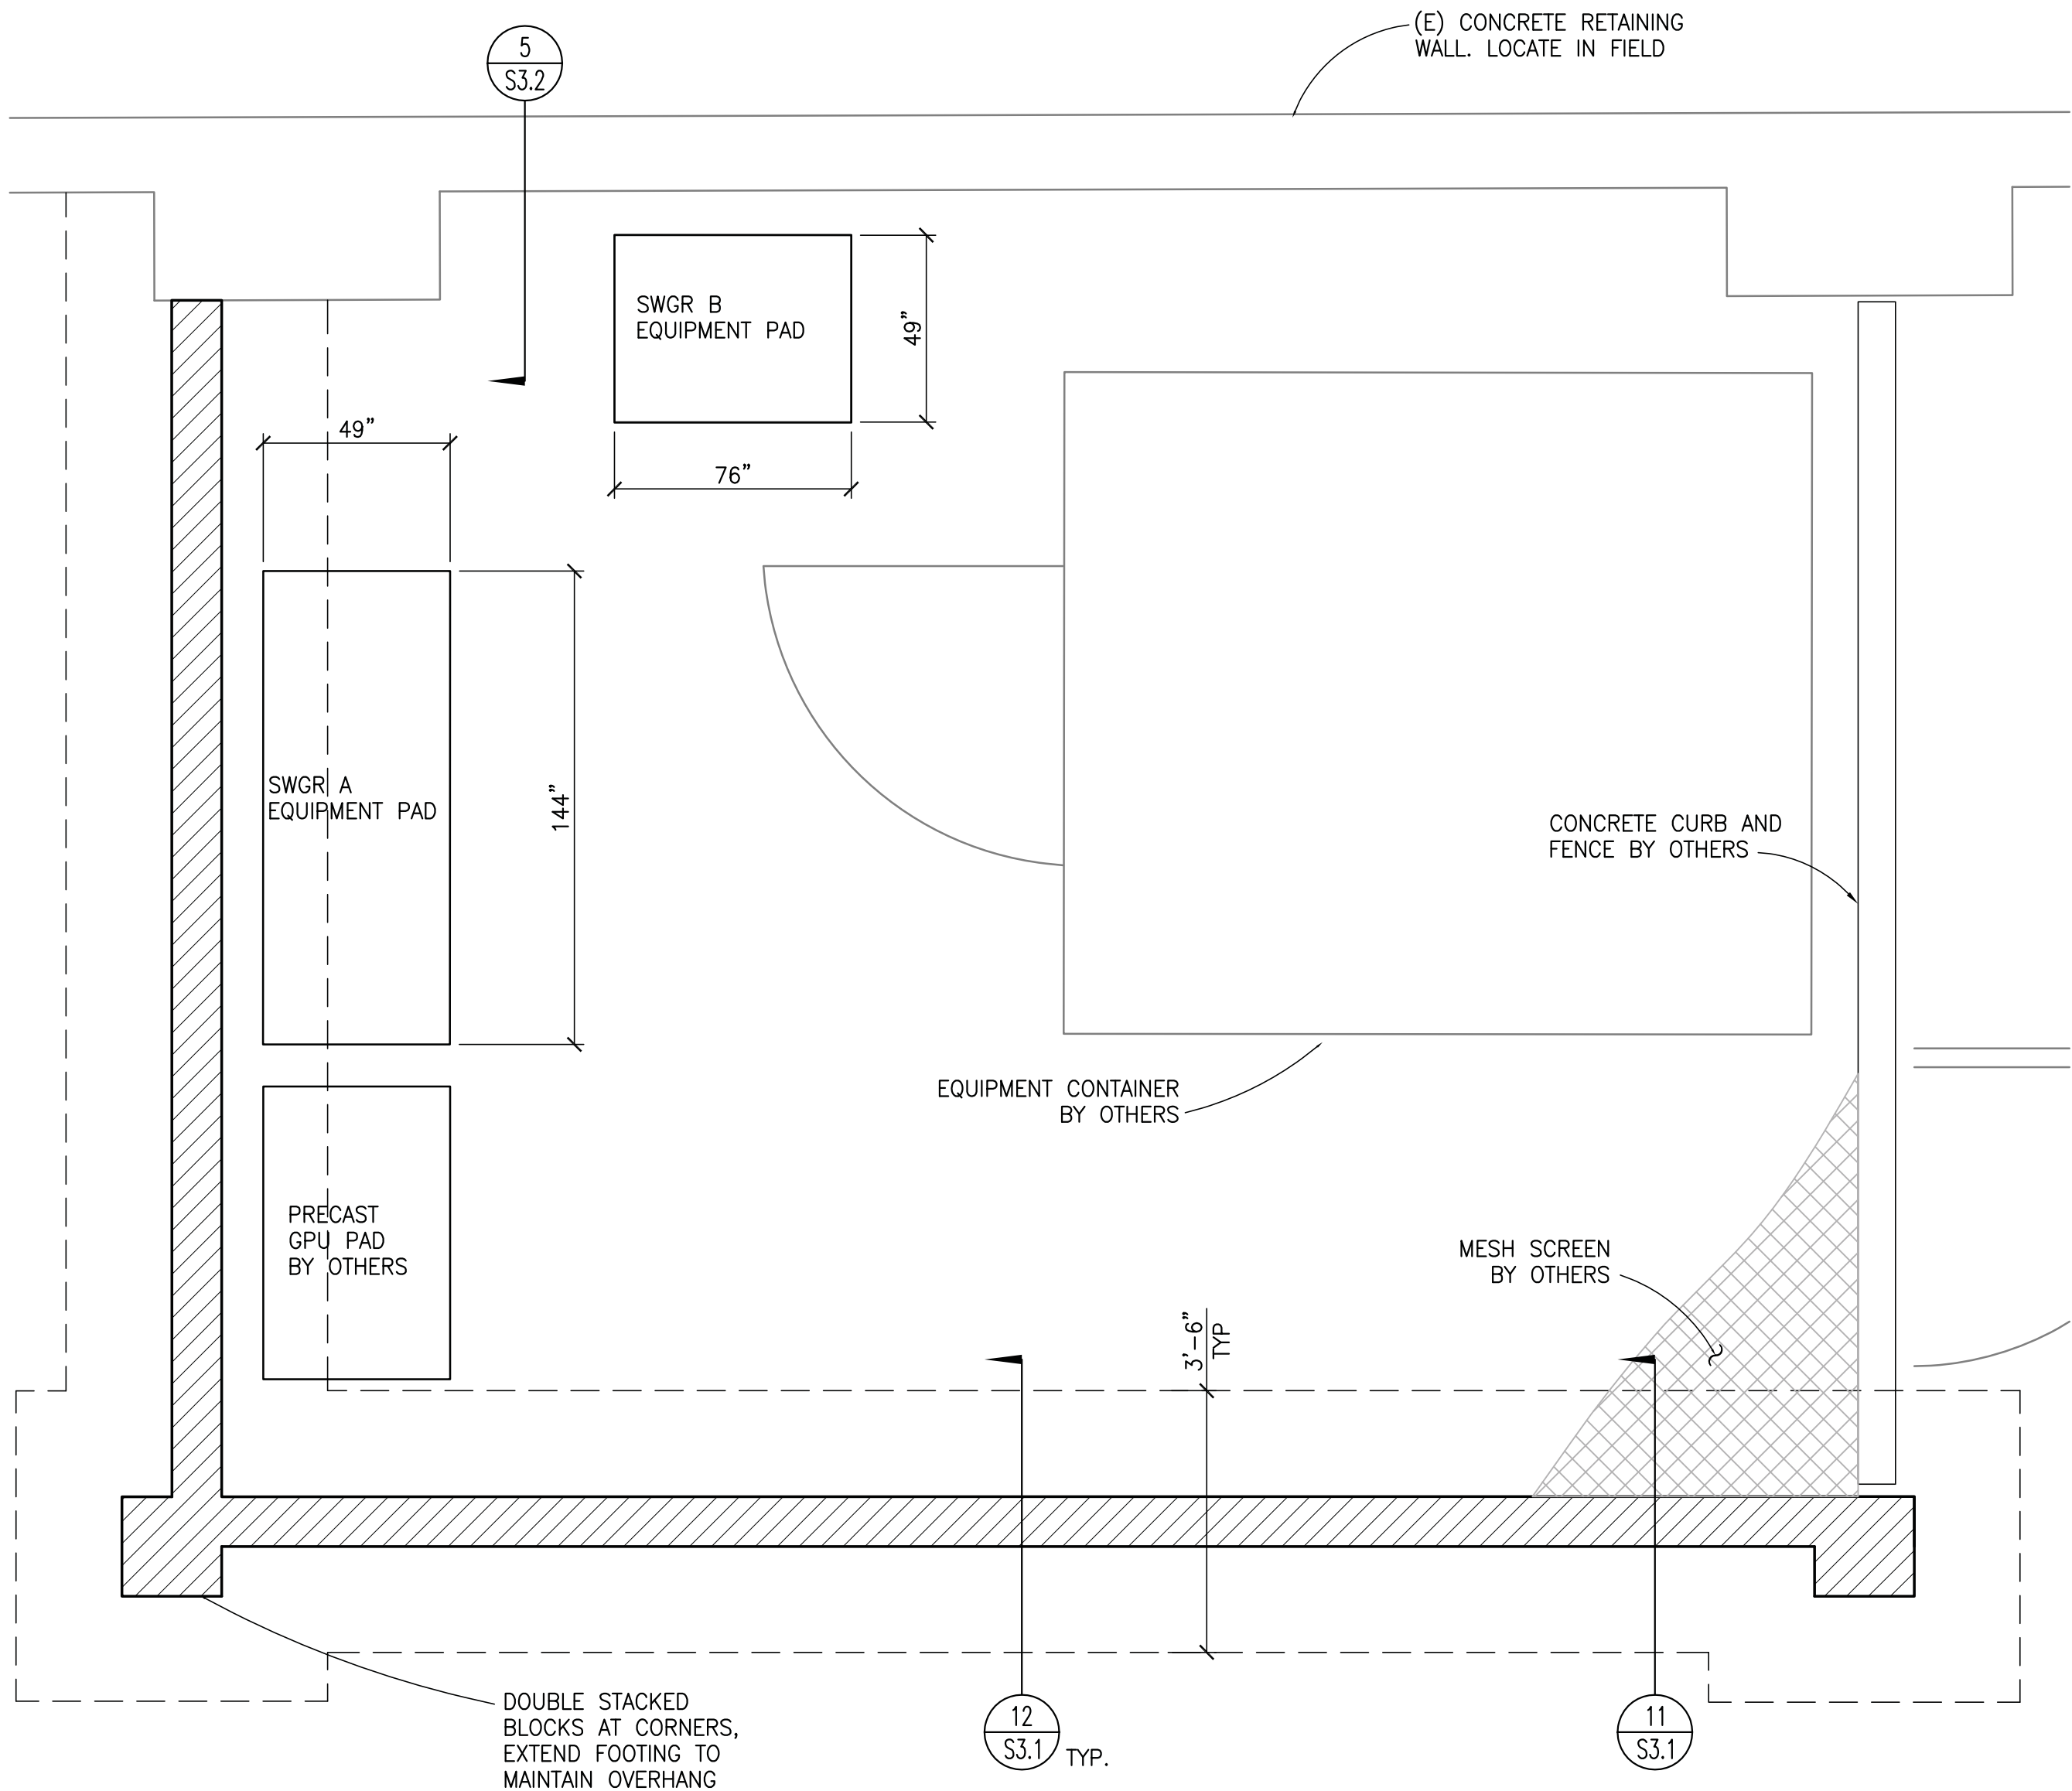 (E) CONCRETE RETAINING
WALL. LOCATE IN FIELD
5
S3.2
SWGR B
EQUIPMENT PAD
49"
76"
49"
SWGR A
EQUIPMENT PAD
144"
CONCRETE CURB AND
FENCE BY OTHERS
EQUIPMENT CONTAINER
BY OTHERS
PRECAST
GPU PAD
BY OTHERS
MESH SCREEN
BY OTHERS
3'-6"
TYP
DOUBLE STACKED
BLOCKS AT CORNERS,
EXTEND FOOTING TO
MAINTAIN OVERHANG
12
S3.1
TYP.
11
S3.1